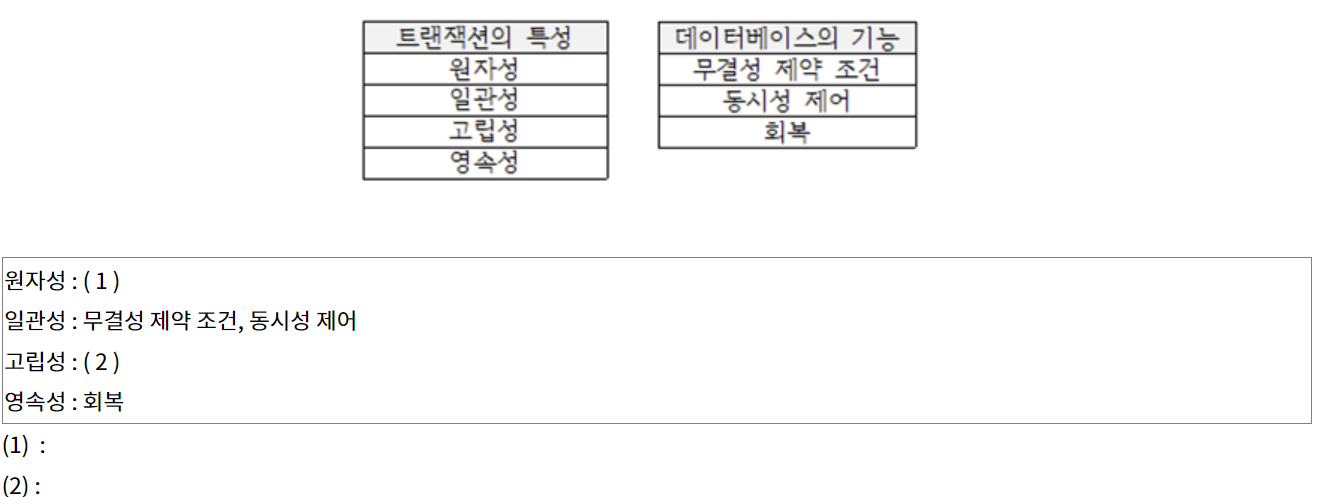 트랜잭션의 특성
원자성
일관성
고립성
영속성
데이터베이스의 기능
무결성 제약 조건
동시성 제어
회복
원자성 : ( 1 )
일관성 : 무결성 제약 조건, 동시성 제어
고립성 : ( 2 )
영속성 : 회복
(1) :
(2) :